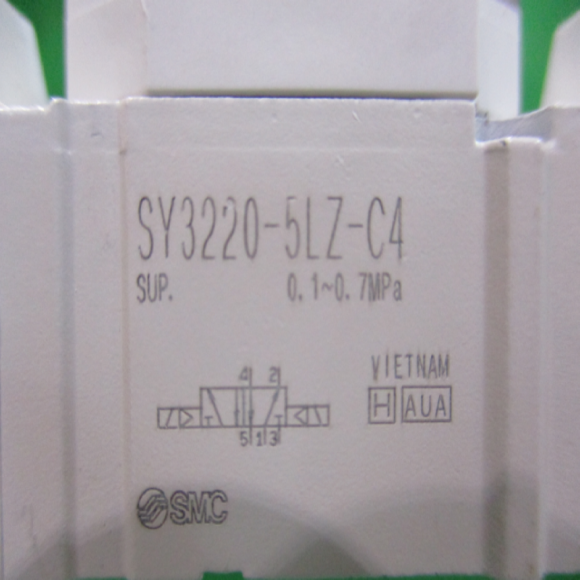 SY3220-5LZ-C4
SUP. 0.1~0.7MPa
VIETNAM
H AUA
4 2
5 1 3
SMC